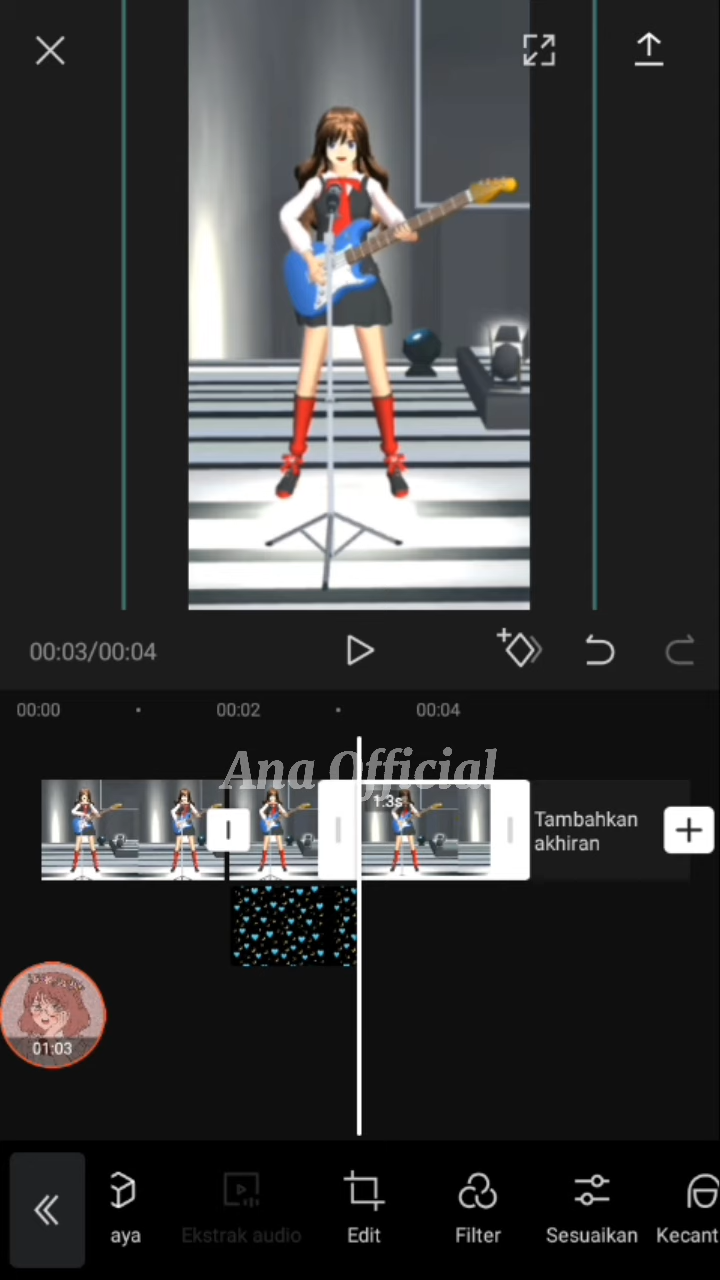 00:03/00:04
00:00
00:02
00:04
Ana Official
1.3s
Tambahkan
akhiran
01:03
aya
Ekstrak audio
Edit
Filter
Sesuaikan
Kecant